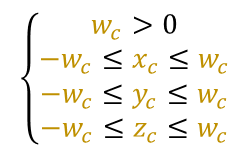 w_c > 0
-w_c ≤ x_c ≤ w_c
-w_c ≤ y_c ≤ w_c
-w_c ≤ z_c ≤ w_c